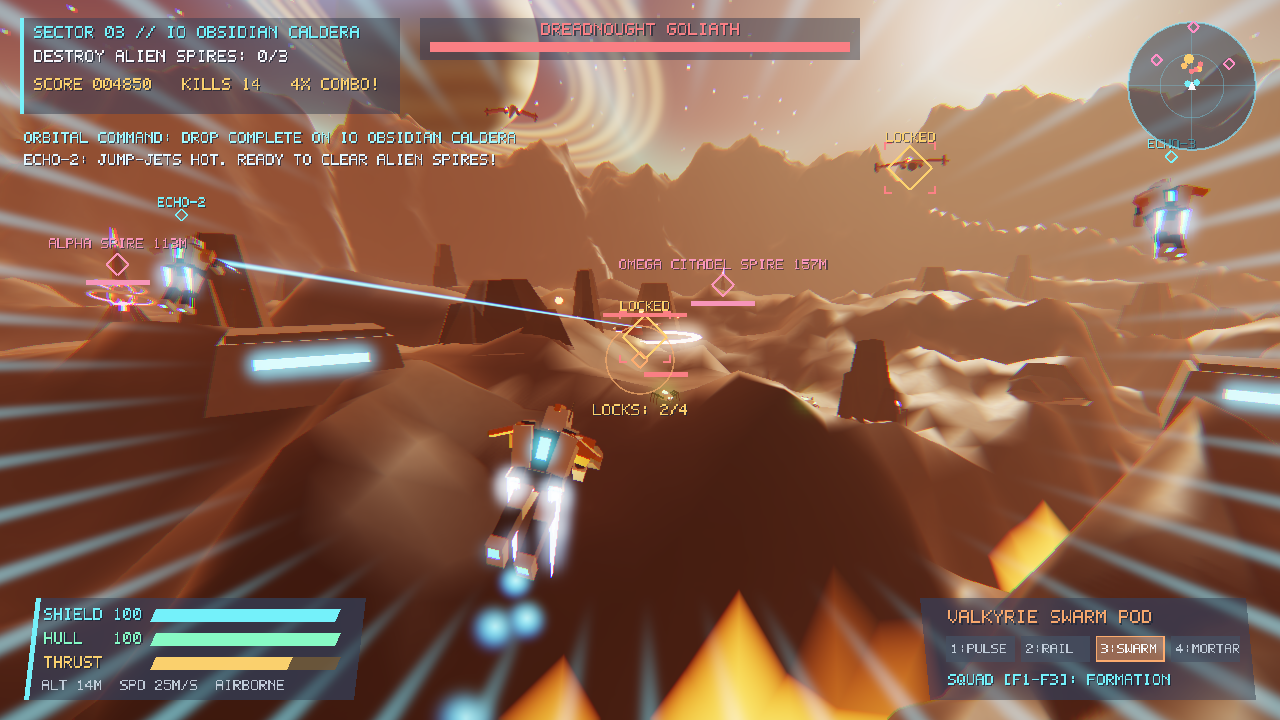 SECTOR 03 // IO OBSIDIAN CALDERA
DESTROY ALIEN SPIRES: 0/3
SCORE 004850 KILLS 14 4X COMBO!
DREADNOUGHT GOLIATH
ORBITAL COMMAND: DROP COMPLETE ON IO OBSIDIAN CALDERA
ECHO-2: JUMP-JETS HOT. READY TO CLEAR ALIEN SPIRES!
LOCKED
ECHO-3
ECHO-2
ALPHA SPIRE 113M
OMEGA CITADEL SPIRE 157M
LOCKED
LOCKS: 2/4
SHIELD 100
HULL 100
THRUST
ALT 14M SPD 25M/S AIRBORNE
VALKYRIE SWARM POD
1:PULSE 2:RAIL 3:SWARM 4:MORTAR
SQUAD [F1-F3]: FORMATION